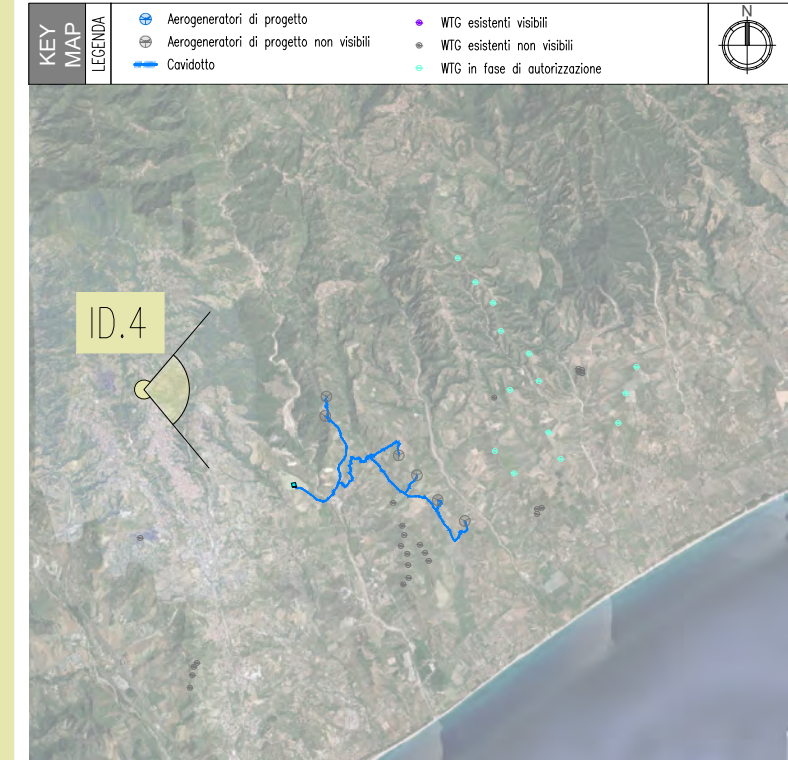 KEY
MAP
LEGENDA
Aerogeneratori di progetto
Aerogeneratori di progetto non visibili
Cavidotto
WTG esistenti visibili
WTG esistenti non visibili
WTG in fase di autorizzazione
N
ID.4